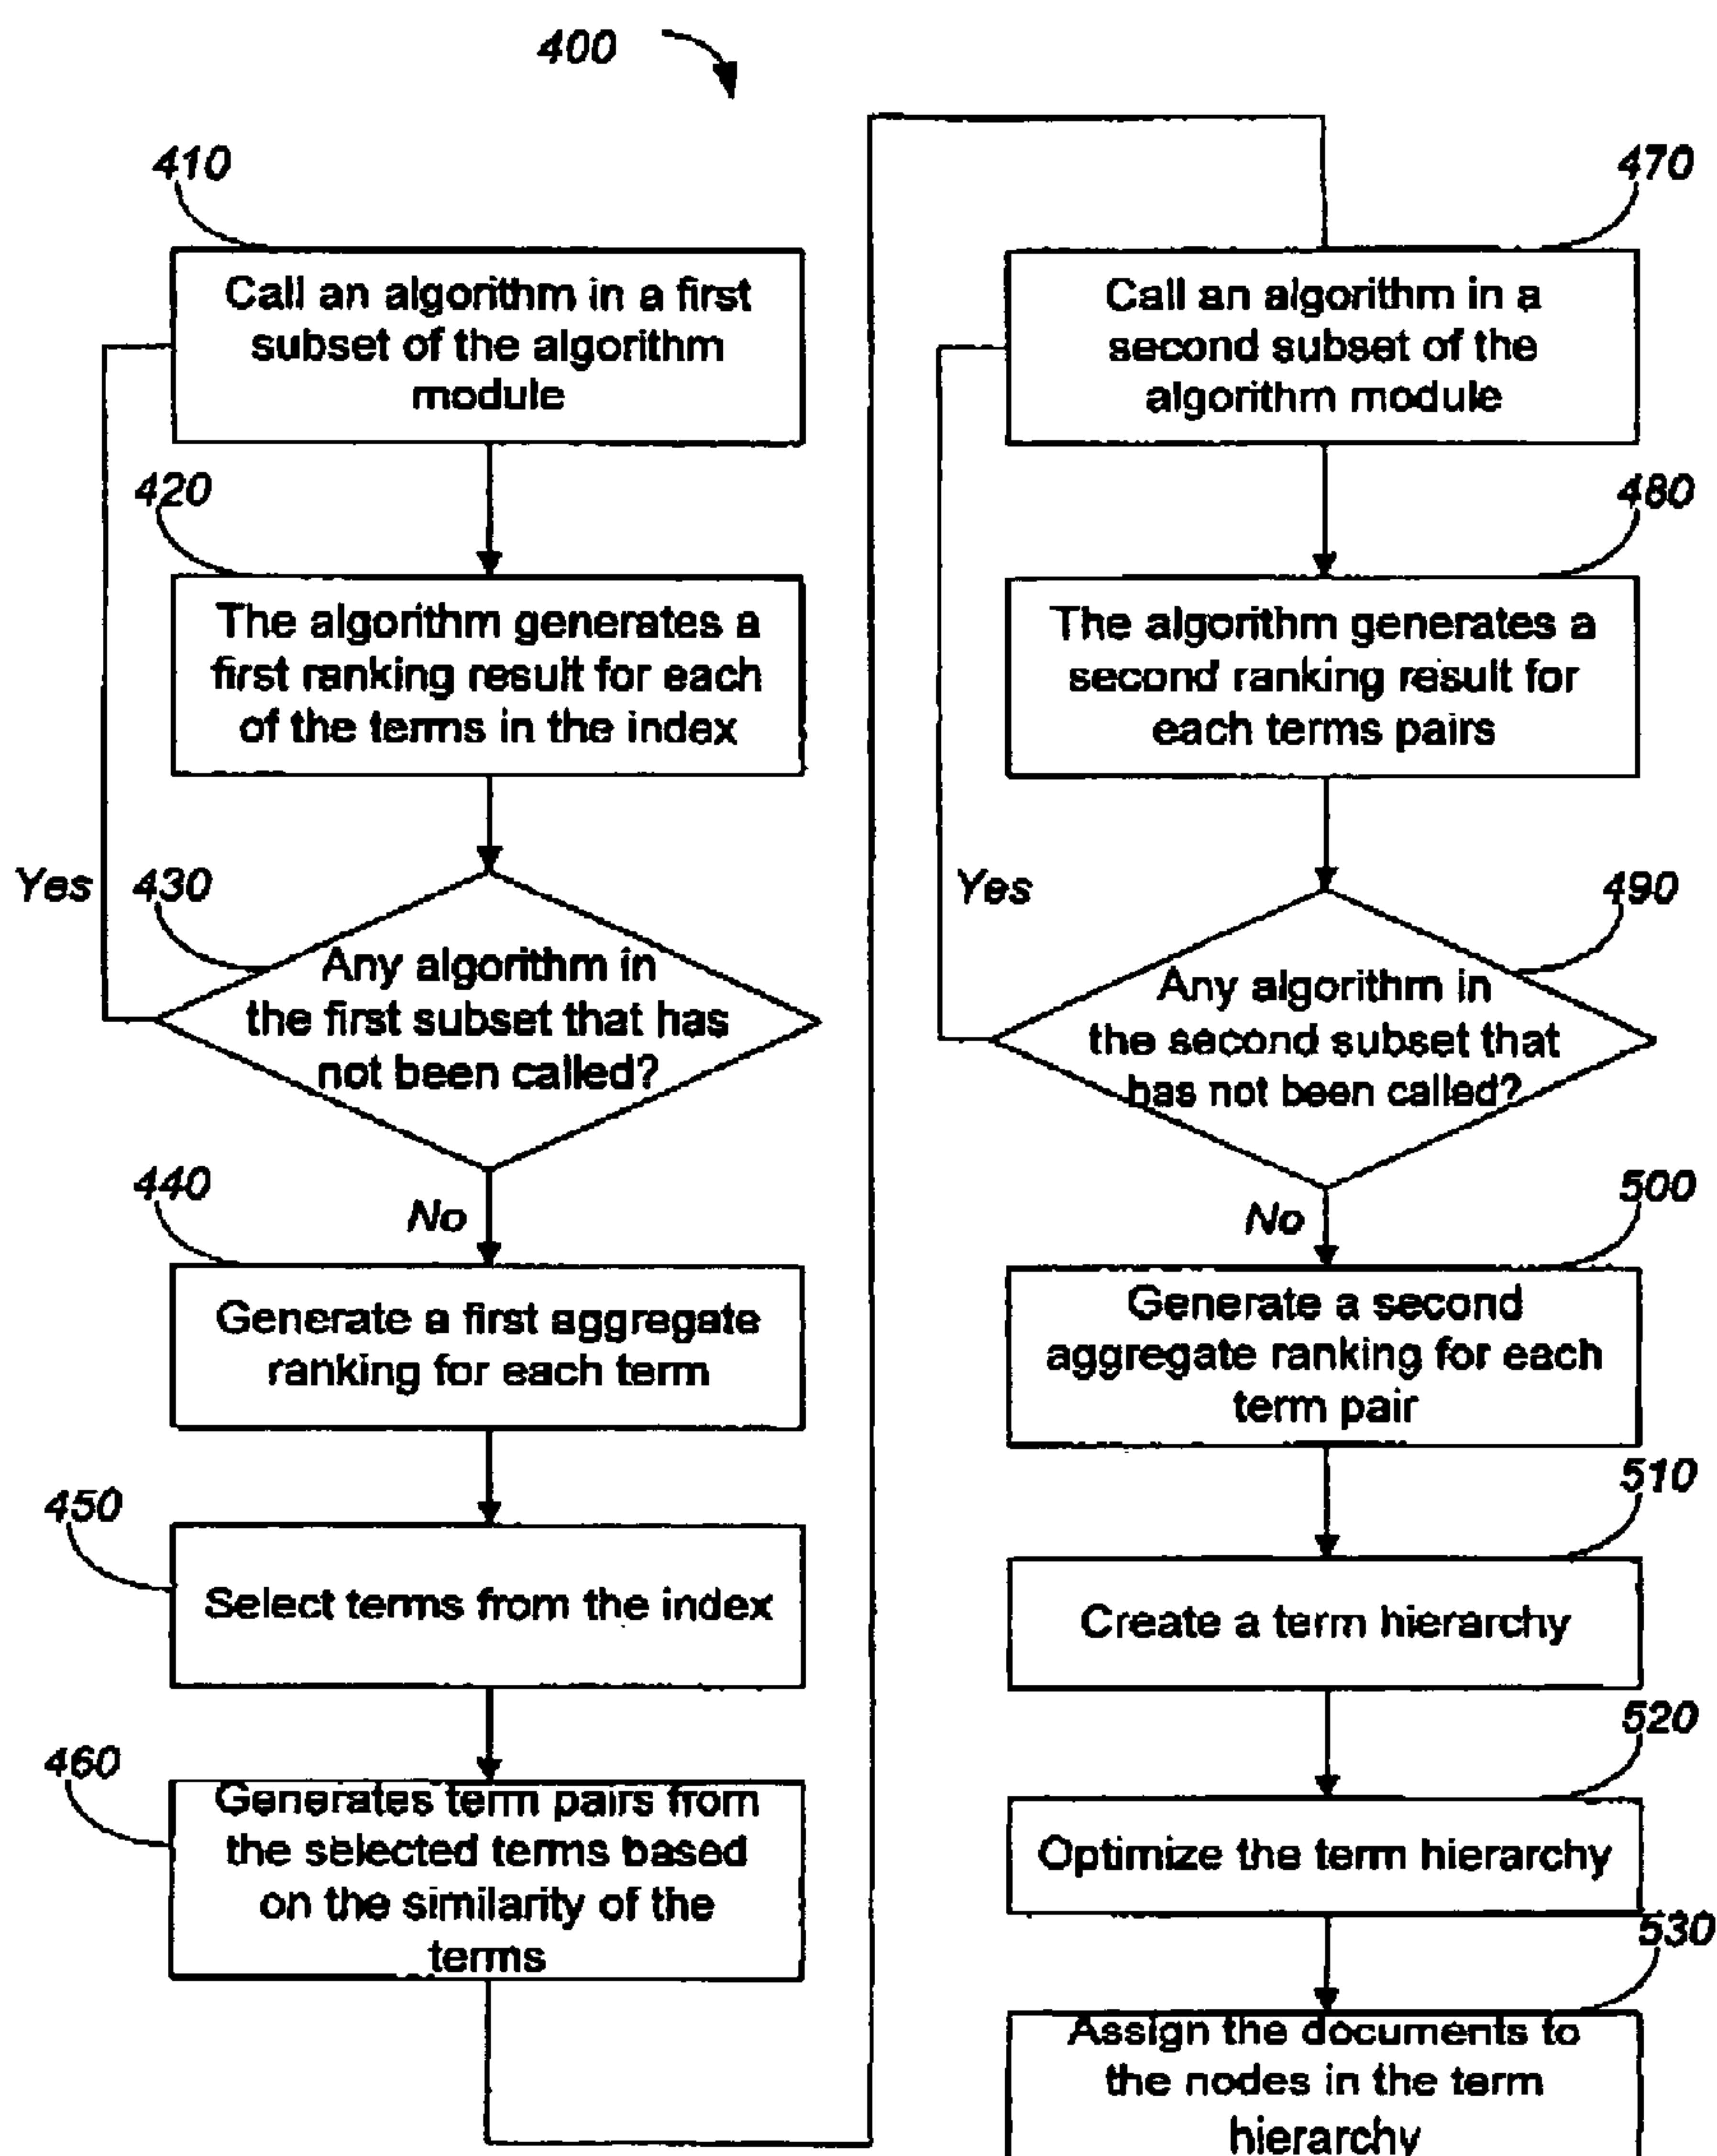 400
410
Call an algorithm in a first
subset of the algorithm
module
420
The algorithm generates a
first ranking result for each
of the terms in the index
Yes
430
Any algorithm in
the first subset that has
not been called?
No
440
Generate a first aggregate
ranking for each term
450
Select terms from the index
460
Generates term pairs from
the selected terms based
on the similarity of the
terms
470
Call an algorithm in a
second subset of the
algorithm module
480
The algorithm generates a
second ranking result for
each terms pairs
Yes
490
Any algorithm in
the second subset that
has not been called?
No
500
Generate a second
aggregate ranking for each
term pair
510
Create a term hierarchy
520
Optimize the term hierarchy
530
Assign the documents to
the nodes in the term
hierarchy